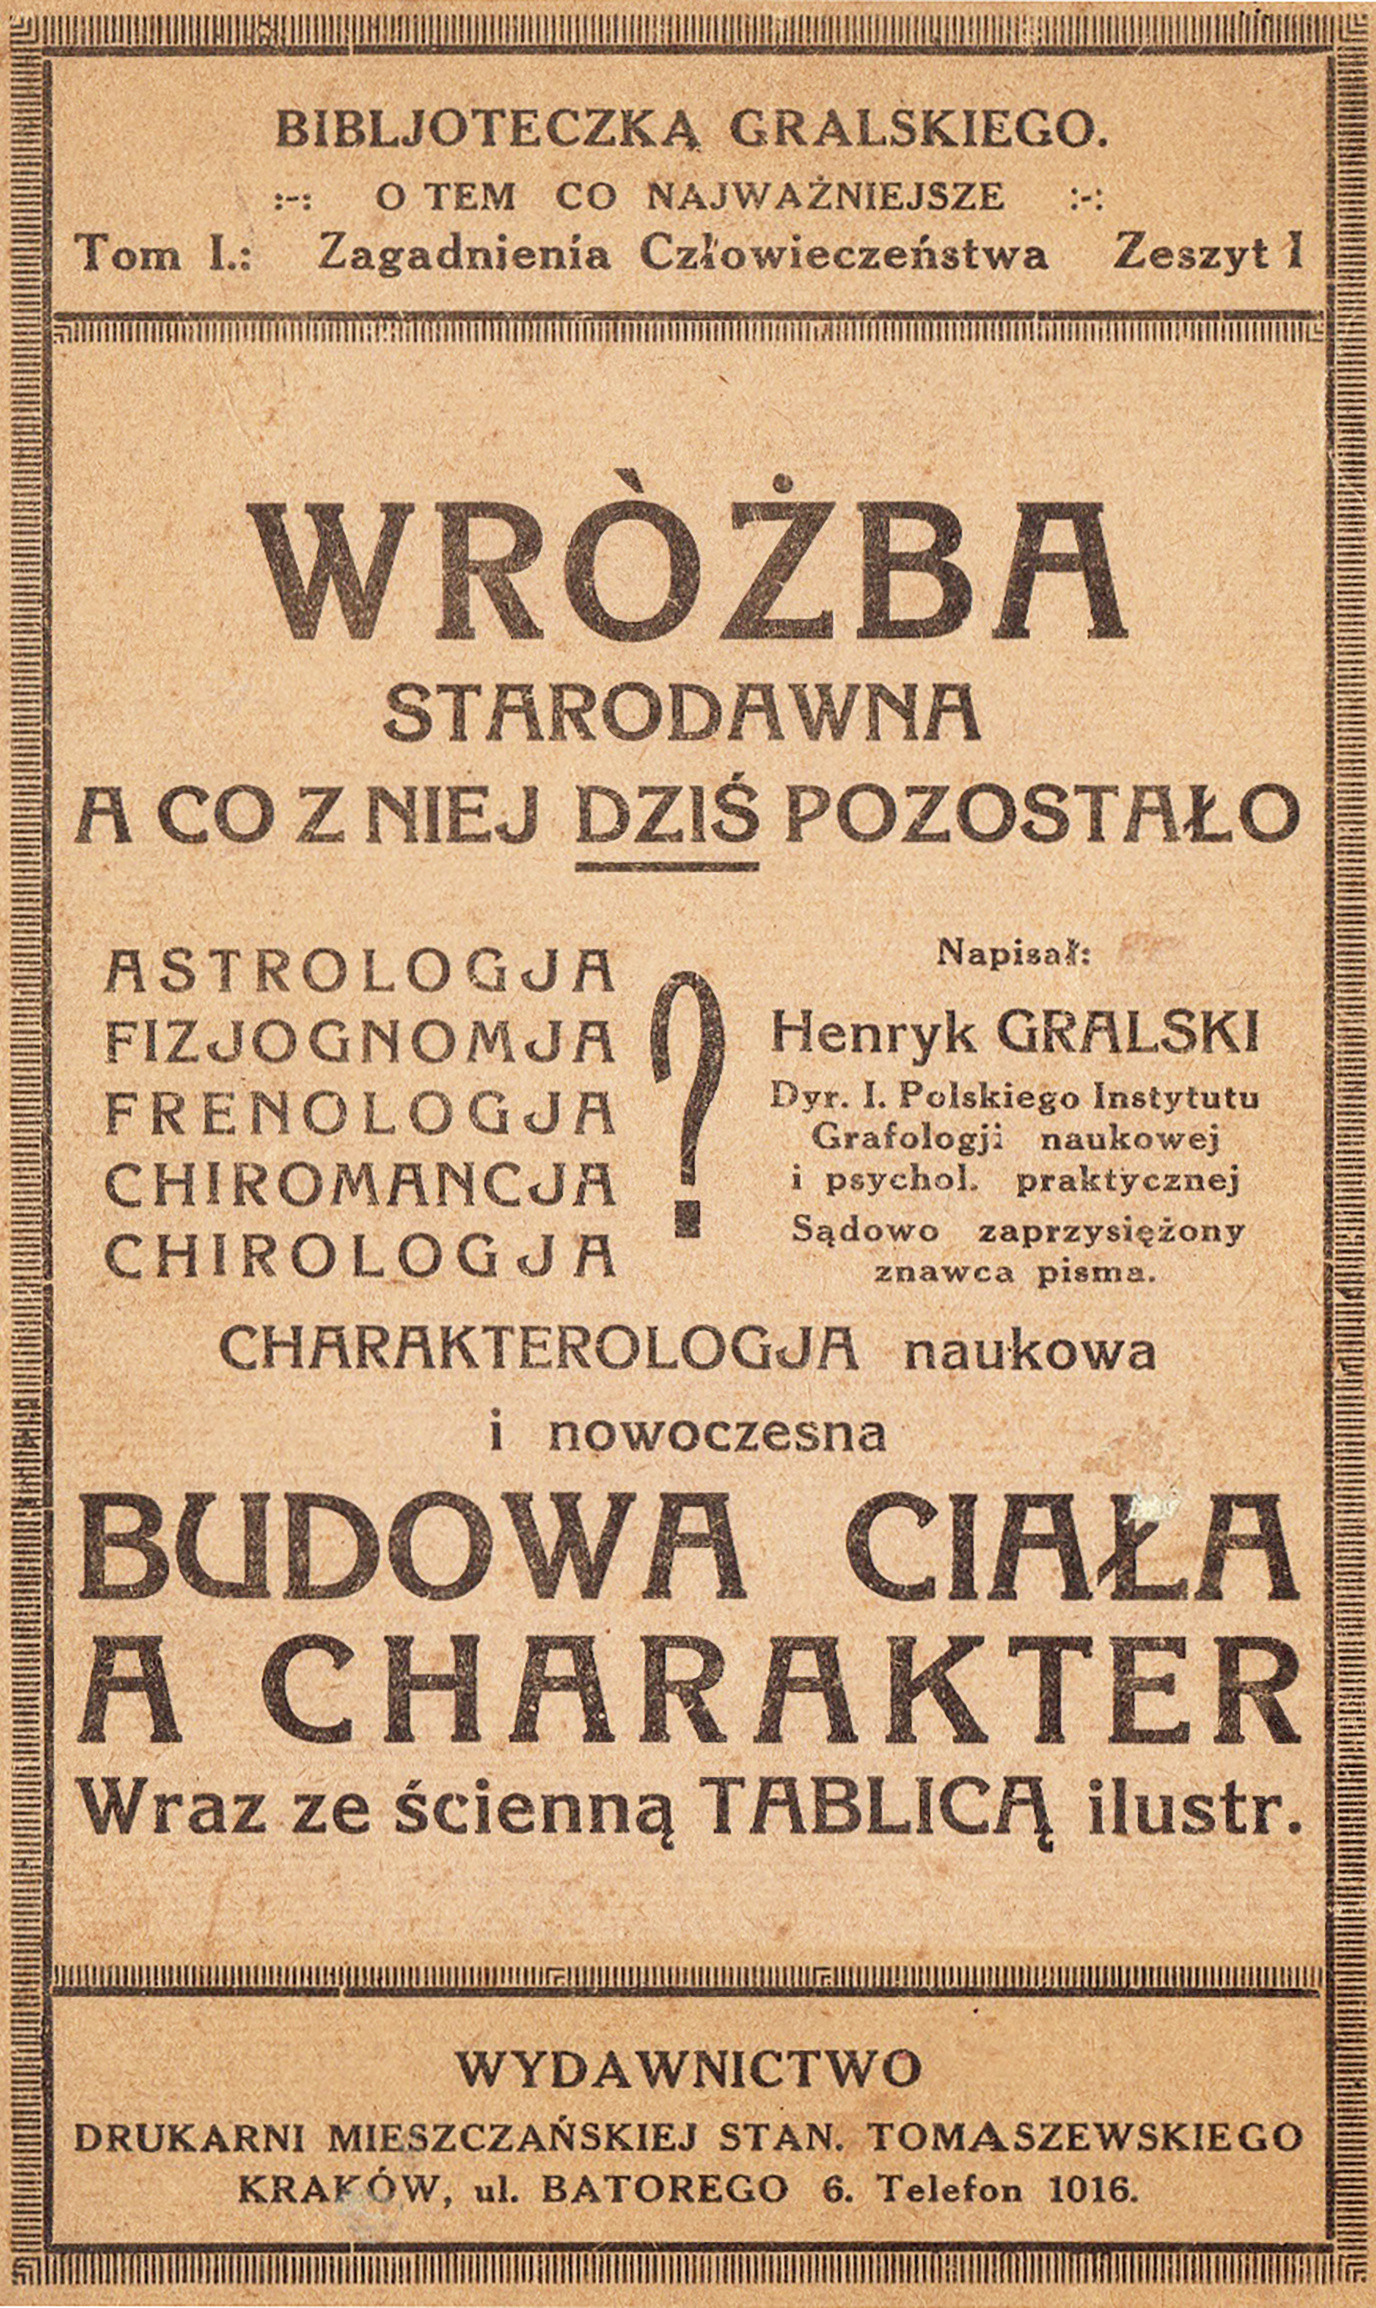 BIBLJOTECZKA GRALSKIEGO.
:-: O TEM CO NAJWAŻNIEJSZE :-:
Tom I.: Zagadnienia Człowieczeństwa Zeszyt I
WRÒŻBA
STARODAWNA
A CO Z NIEJ DZIŚ POZOSTAŁO
ASTROLOGJA
FIZJOGNOMJA
FRENOLOGJA
CHIROMANCJA
CHIROLOGJA
?
Napisał:
Henryk GRALSKI
Dyr. I. Polskiego Instytutu
Grafologji naukowej
i psychol. praktycznej
Sądowo zaprzysiężony
znawca pisma.
CHARAKTEROLOGJA naukowa
i nowoczesna
BUDOWA CIAŁA
A CHARAKTER
Wraz ze ścienną TABLICĄ ilustr.
WYDAWNICTWO
DRUKARNI MIESZCZAŃSKIEJ STAN. TOMASZEWSKIEGO
KRAKÓW, ul. BATOREGO 6. Telefon 1016.